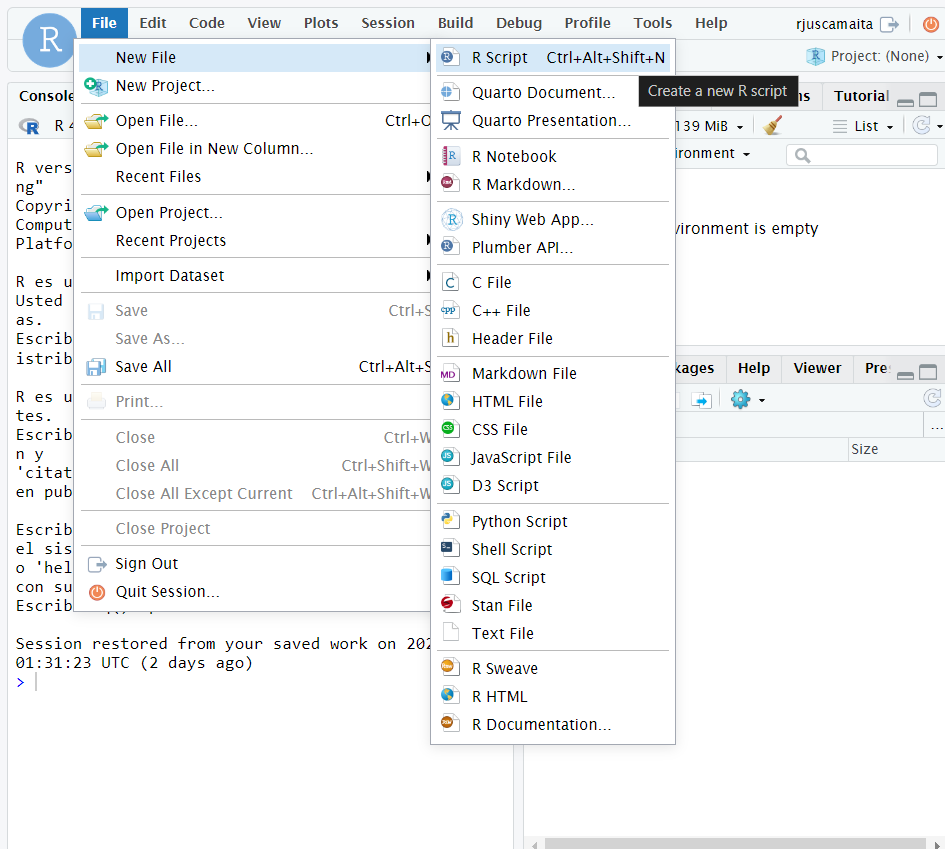 R
File Edit Code View Plots Session Build Debug Profile Tools Help rjuscamaita
Project: (None)
Console
Tutorial
R
139 MiB
List
R
ng"
Copyri
Comput
Platfo
R es u
Usted
as.
Escrib
istrib
R es u
tes.
Escrib
n y
'citat
en pub
Escrib
el sis
o 'hel
con su
Escrib
Session restored from your saved work on 202
01:31:23 UTC (2 days ago)
>
New File
New Project...
Open File... Ctrl+O
Open File in New Column...
Recent Files
Open Project...
Recent Projects
Import Dataset
Save Ctrl+S
Save As...
Save All Ctrl+Alt+S
Print...
Close Ctrl+W
Close All Ctrl+Shift+W
Close All Except Current Ctrl+Alt+Shift+W
Close Project
Sign Out
Quit Session...
R Script Ctrl+Alt+Shift+N
Create a new R script
Quarto Document...
Quarto Presentation...
R Notebook
R Markdown...
Shiny Web App...
Plumber API...
C File
C++ File
Header File
Markdown File
HTML File
CSS File
JavaScript File
D3 Script
Python Script
Shell Script
SQL Script
Stan File
Text File
R Sweave
R HTML
R Documentation...
ironment
vironment is empty
kages Help Viewer Pre
...
Size